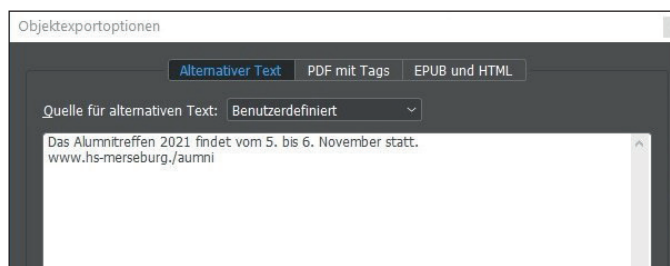 Objektexportoptionen
Alternativer Text PDF mit Tags EPUB und HTML
Quelle für alternativen Text: Benutzerdefiniert
Das Alumnitreffen 2021 findet vom 5. bis 6. November statt.
www.hs-merseburg./aumni